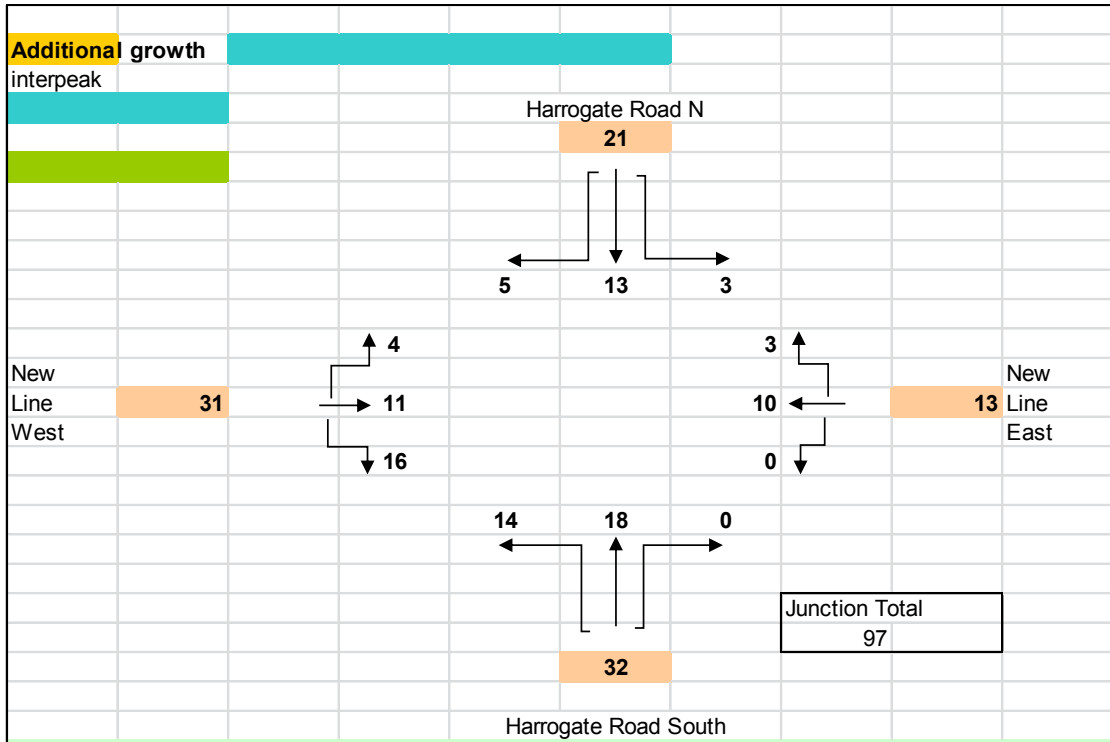 Additional growth
interpeak
Harrogate Road N
21
5 13 3
4 3
New New
Line 31 11 10 13 Line
West East
16 0
14 18 0
Junction Total
97
32
Harrogate Road South